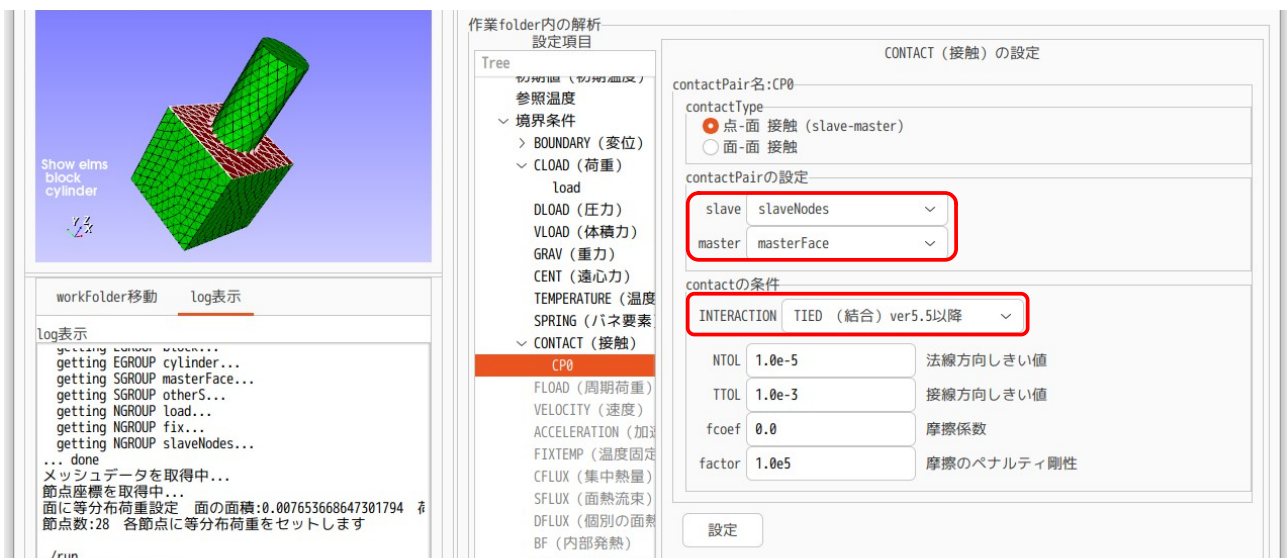 Show elms
block
cylinder
workFolder移動 log表示
log表示
getting EGROUP block...
getting EGROUP cylinder...
getting SGROUP masterFace...
getting SGROUP otherS...
getting NGROUP load...
getting NGROUP fix...
getting NGROUP slaveNodes...
... done
メッシュデータを取得中...
節点座標を取得中...
面に等分布荷重設定 面の面積:0.007653668647301794
節点数:28 各節点に等分布荷重をセットします
./run
作業folder内の解析
設定項目
Tree
初期値 (初期温度)
参照温度
境界条件
BOUNDARY (変位)
CLOAD (荷重)
load
DLOAD (圧力)
VLOAD (体積力)
GRAV (重力)
CENT (遠心力)
TEMPERATURE (温度
SPRING (バネ要素
CONTACT (接触)
CP0
FLOAD (周期荷重)
VELOCITY (速度)
ACCELERATION (加速
FIXTEMP (温度固定
CFLUX (集中熱量)
SFLUX (面熱流束)
DFLUX (個別の面熱
BF (内部発熱)
CONTACT (接触) の設定
contactPair名:CP0
contactType
点-面 接触 (slave-master)
面-面 接触
contactPairの設定
slave slaveNodes
master masterFace
contactの条件
INTERACTION TIED (結合) ver5.5以降
NTOL 1.0e-5 法線方向しきい値
TTOL 1.0e-3 接線方向しきい値
fcoef 0.0 摩擦係数
factor 1.0e5 摩擦のペナルティ剛性
設定